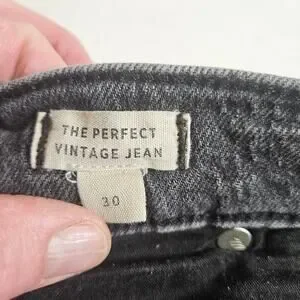 THE PERFECT
VINTAGE JEAN
30